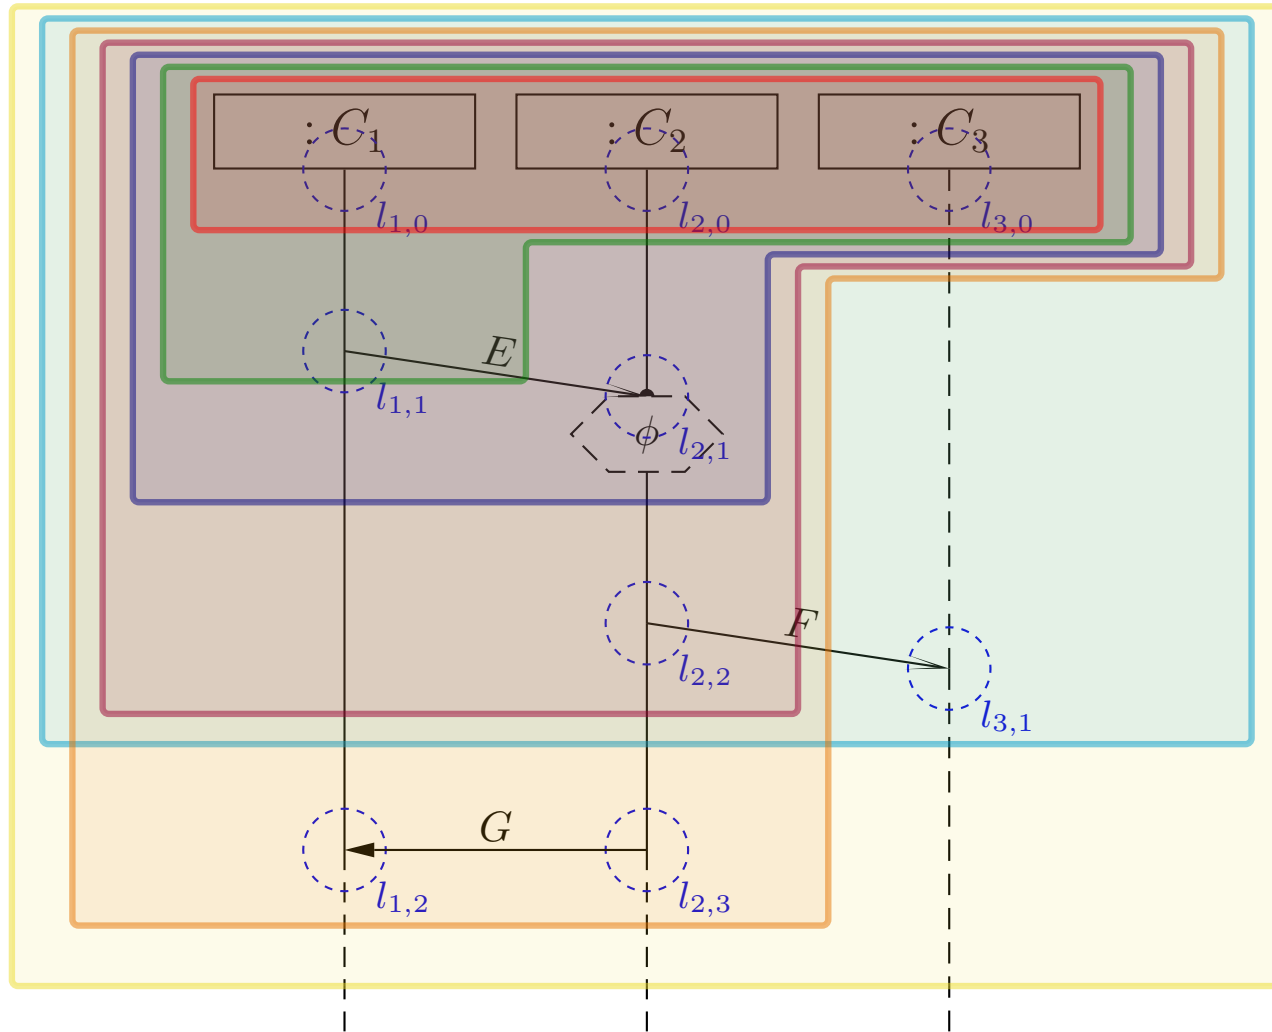 : C₁ : C₂ : C₃
l₁,₀ l₂,₀ l₃,₀
E
l₁,₁
ϕ l₂,₁
F
l₂,₂
l₃,₁
G
l₁,₂ l₂,₃